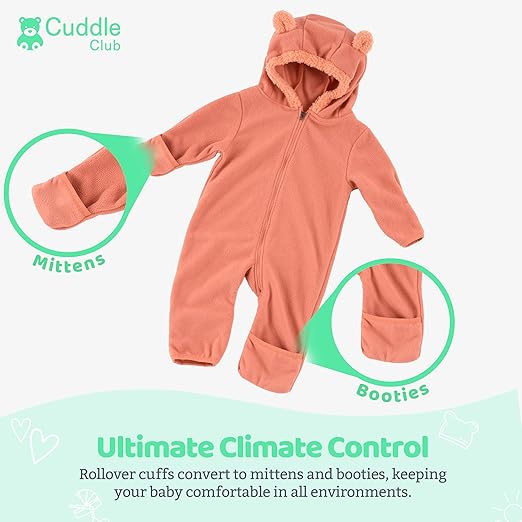 Cuddle
Club
Mittens
Booties
Ultimate Climate Control
Rollover cuffs convert to mittens and booties, keeping
your baby comfortable in all environments.